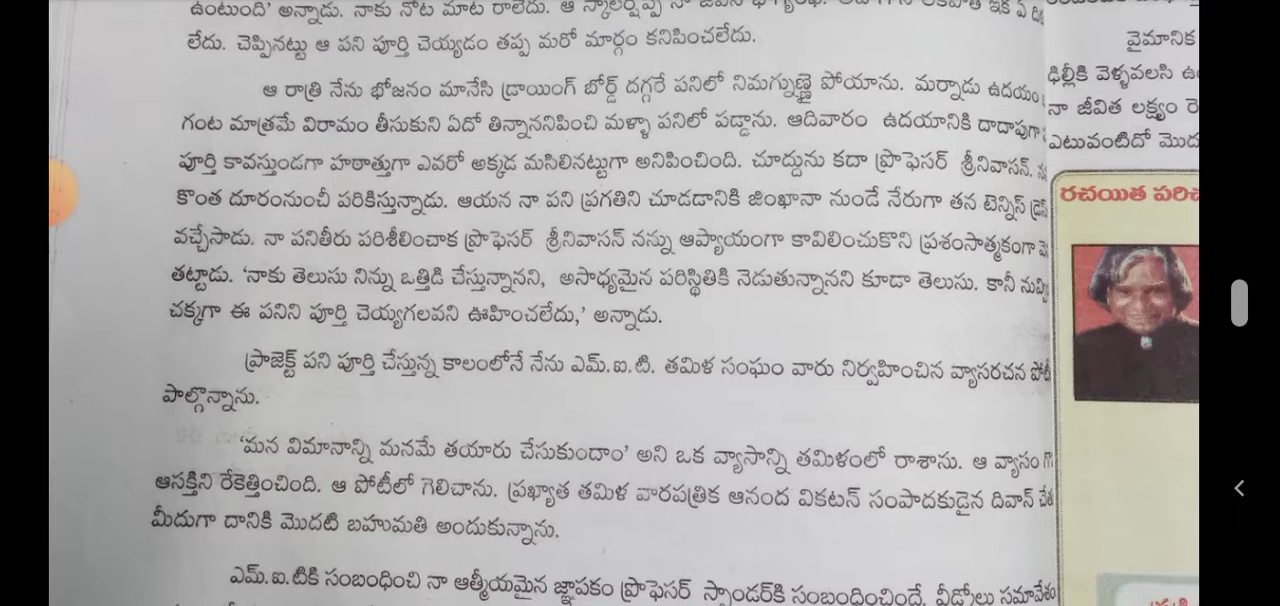 ఉంటుంది' అన్నాడు. నాకు నోట మాట రాలేదు. ఆ స్కాలర్షిప్పే నా
లేదు. చెప్పినట్టు ఆ పని పూర్తి చెయ్యడం తప్ప మరో మార్గం కనిపించలేదు.
ఆ రాత్రి నేను భోజనం మానేసి డ్రాయింగ్ బోర్డ్ దగ్గరే పనిలో నిమగ్నుణ్ణై పోయాను. మర్నాడు ఉదయం
గంట మాత్రమే విరామం తీసుకుని ఏదో తిన్నాననిపించి మళ్ళా పనిలో పడ్డాను. ఆదివారం ఉదయానికి దాదాపుగా
పూర్తి కావస్తుండగా హఠాత్తుగా ఎవరో అక్కడ మసిలినట్టుగా అనిపించింది. చూద్దును కదా ప్రొఫెసర్ శ్రీనివాసన్.
కొంత దూరంనుంచీ పరికిస్తున్నాడు. ఆయన నా పని ప్రగతిని చూడడానికి జింఖానా నుండే నేరుగా తన టెన్నిస్
వచ్చేసాడు. నా పనితీరు పరిశీలించాక ప్రొఫెసర్ శ్రీనివాసన్ నన్ను ఆప్యాయంగా కావిలించుకొని ప్రశంసాత్మకంగా
తట్టాడు. 'నాకు తెలుసు నిన్ను ఒత్తిడి చేస్తున్నానని, అసాధ్యమైన పరిస్థితికి నెడుతున్నానని కూడా తెలుసు. కానీ
చక్కగా ఈ పనిని పూర్తి చెయ్యగలవని ఊహించలేదు,' అన్నాడు.
ప్రాజెక్ట్ పని పూర్తి చేస్తున్న కాలంలోనే నేను ఎమ్.ఐ.టి. తమిళ సంఘం వారు నిర్వహించిన వ్యాసరచన పోటీ
పాల్గొన్నాను.
'మన విమానాన్ని మనమే తయారు చేసుకుందాం' అని ఒక వ్యాసాన్ని తమిళంలో రాశాను. ఆ వ్యాసం
ఆసక్తిని రేకెత్తించింది. ఆ పోటీలో గెలిచాను. ప్రఖ్యాత తమిళ వారపత్రిక ఆనంద వికటన్ సంపాదకుడైన దివాన్
మీదుగా దానికి మొదటి బహుమతి అందుకున్నాను.
ఎమ్.ఐ.టికి సంబంధించి నా ఆత్మీయమైన జ్ఞాపకం ప్రొఫెసర్ స్పాండర్‌కి సంబంధించిందే. వీడ్కోలు సమావేశం
వైమానిక
ఢిల్లీకి వెళ్ళవలసి
నా జీవిత లక్ష్యం
ఎటువంటిదో
రచయిత